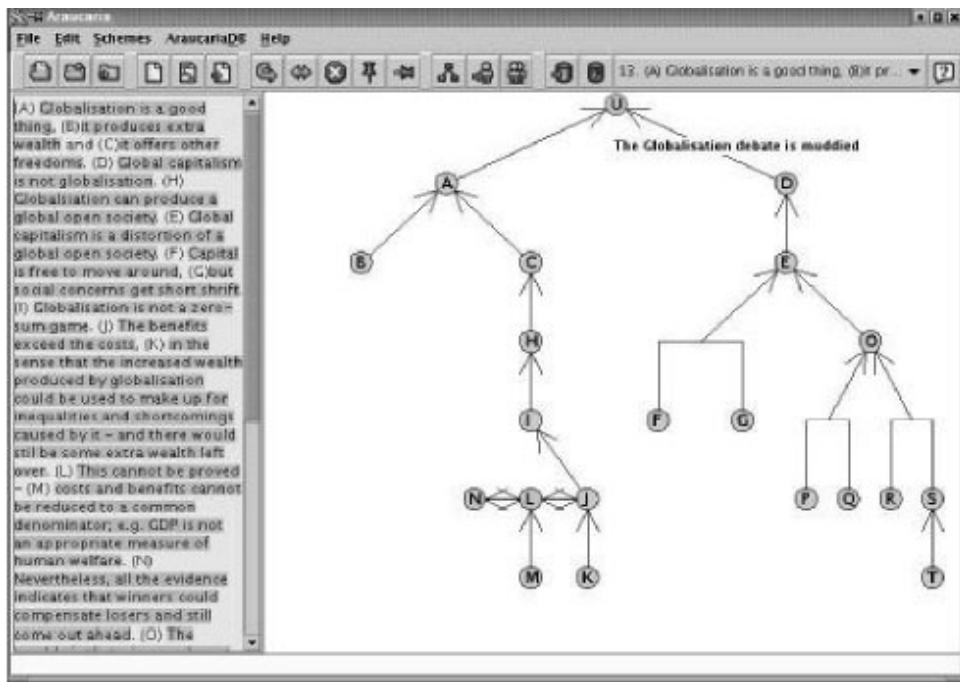 Araucaria
File Edit Schemes AraucariaDB Help
13. (A) Globalisation is a good thing, (B)it pr...
(A) Globalisation is a good
thing, (B)it produces extra
wealth and (C)it offers other
freedoms. (D) Global capitalism
is not globalisation. (H)
Globalsiation can produce a
global open society. (E) Global
capitalism is a distortion of a
global open society. (F) Capital
is free to move around, (G)but
social concerns get short shrift.
(I) Globalisation is not a zero-
sum game. (J) The benefits
exceed the costs, (K) in the
sense that the increased wealth
produced by globalisation
could be used to make up for
inequalities and shortcomings
caused by it - and there would
still be some extra wealth left
over. (L) This cannot be proved
- (M) costs and benefits cannot
be reduced to a common
denominator; e.g. GDP is not
an appropriate measure of
human welfare. (N)
Nevertheless, all the evidence
indicates that winners could
compensate losers and still
come out ahead. (O) The
U
The Globalisation debate is muddied
A
D
B
C
E
H
O
F
G
I
P
Q
R
S
N
L
J
M
K
T